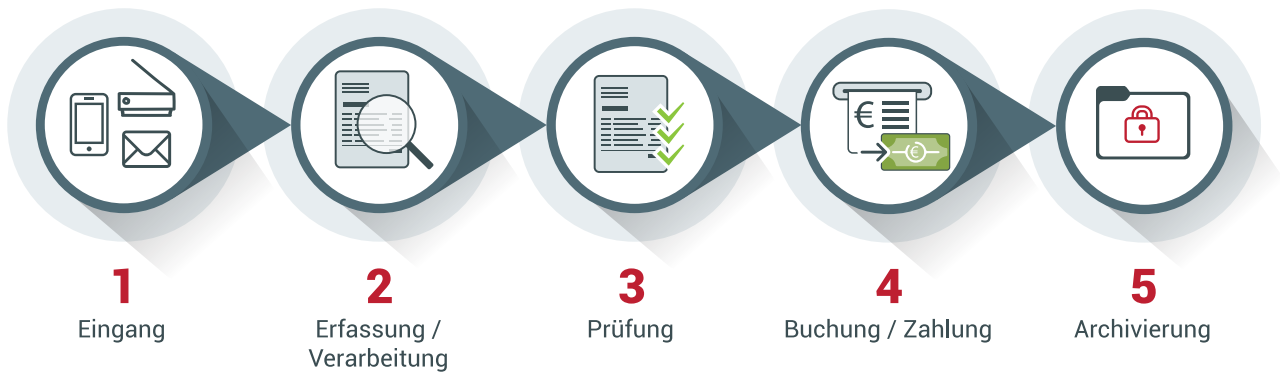 1
Eingang
2
Erfassung /
Verarbeitung
3
Prüfung
€
€
4
Buchung / Zahlung
5
Archivierung